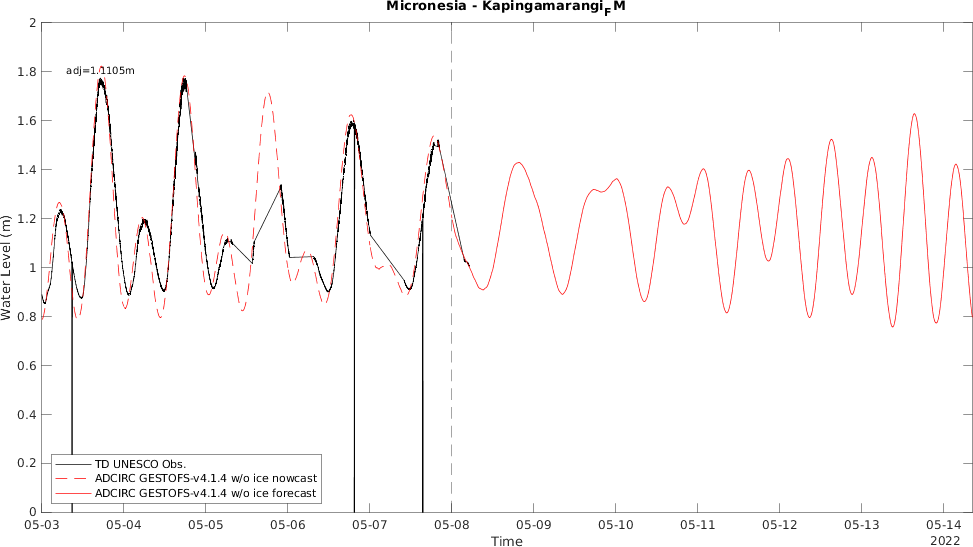 Micronesia - KapingamarangiFM
2
1.8
1.6
1.4
1.2
1
0.8
0.6
0.4
0.2
0
Water Level (m)
adj=1.1105m
TD UNESCO Obs.
ADCIRC GESTOFS-v4.1.4 w/o ice nowcast
ADCIRC GESTOFS-v4.1.4 w/o ice forecast
05-03 05-04 05-05 05-06 05-07 05-08 05-09 05-10 05-11 05-12 05-13 05-14
Time
2022